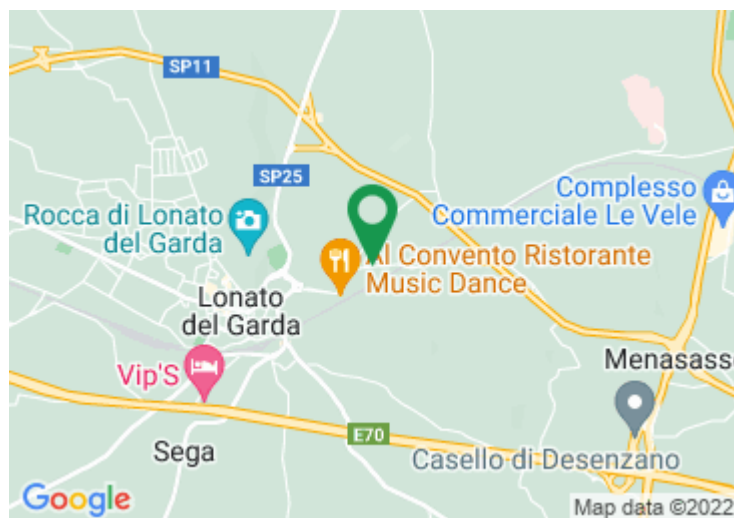 SP11
SP25
Complesso
Commerciale Le Vele
Rocca di Lonato
del Garda
Al Convento Ristorante
Music Dance
Lonato
del Garda
Menasasso
Vip'S
E70
Sega
Casello di Desenzano
Google
Map data ©2022